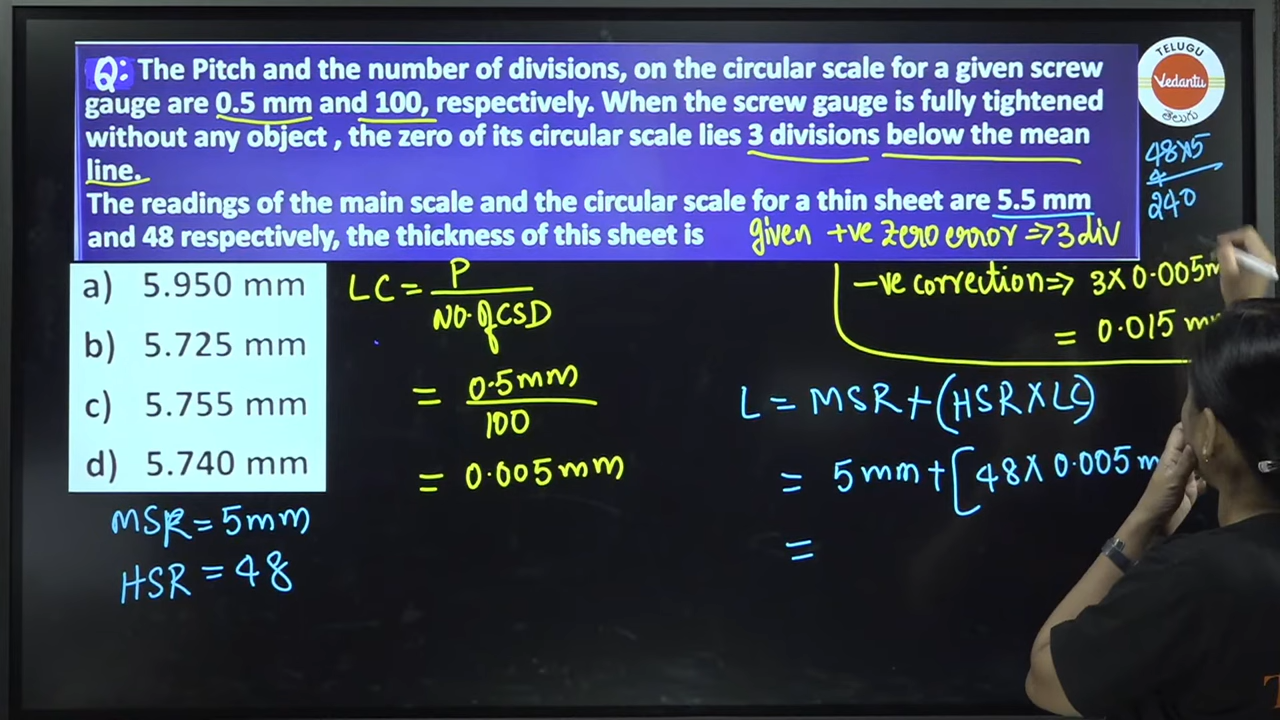 Q: The Pitch and the number of divisions, on the circular scale for a given screw
gauge are 0.5 mm and 100, respectively. When the screw gauge is fully tightened
without any object , the zero of its circular scale lies 3 divisions below the mean
line.
The readings of the main scale and the circular scale for a thin sheet are 5.5 mm
and 48 respectively, the thickness of this sheet is
given +ve zero error => 3 div
TELUGU
Vedantu
తెలుగు
48x5
4
240
a) 5.950 mm
b) 5.725 mm
c) 5.755 mm
d) 5.740 mm
MSR = 5mm
HSR = 48
LC = P
NO. of CSD
= 0.5mm
100
= 0.005mm
-ve correction => 3 X 0.005m
= 0.015 m
L = MSR + (HSR X LC)
= 5 mm + [48 X 0.005 m
=